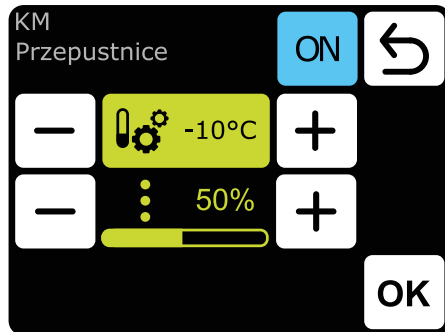 KM
Przepustnice
ON
− -10°C +
− 50% +
OK